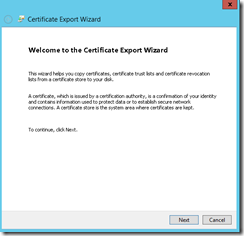 x
Certificate Export Wizard
Welcome to the Certificate Export Wizard
This wizard helps you copy certificates, certificate trust lists and certificate revocation
lists from a certificate store to your disk.
A certificate, which is issued by a certification authority, is a confirmation of your identity
and contains information used to protect data or to establish secure network
connections. A certificate store is the system area where certificates are kept.
To continue, click Next.
Next Cancel